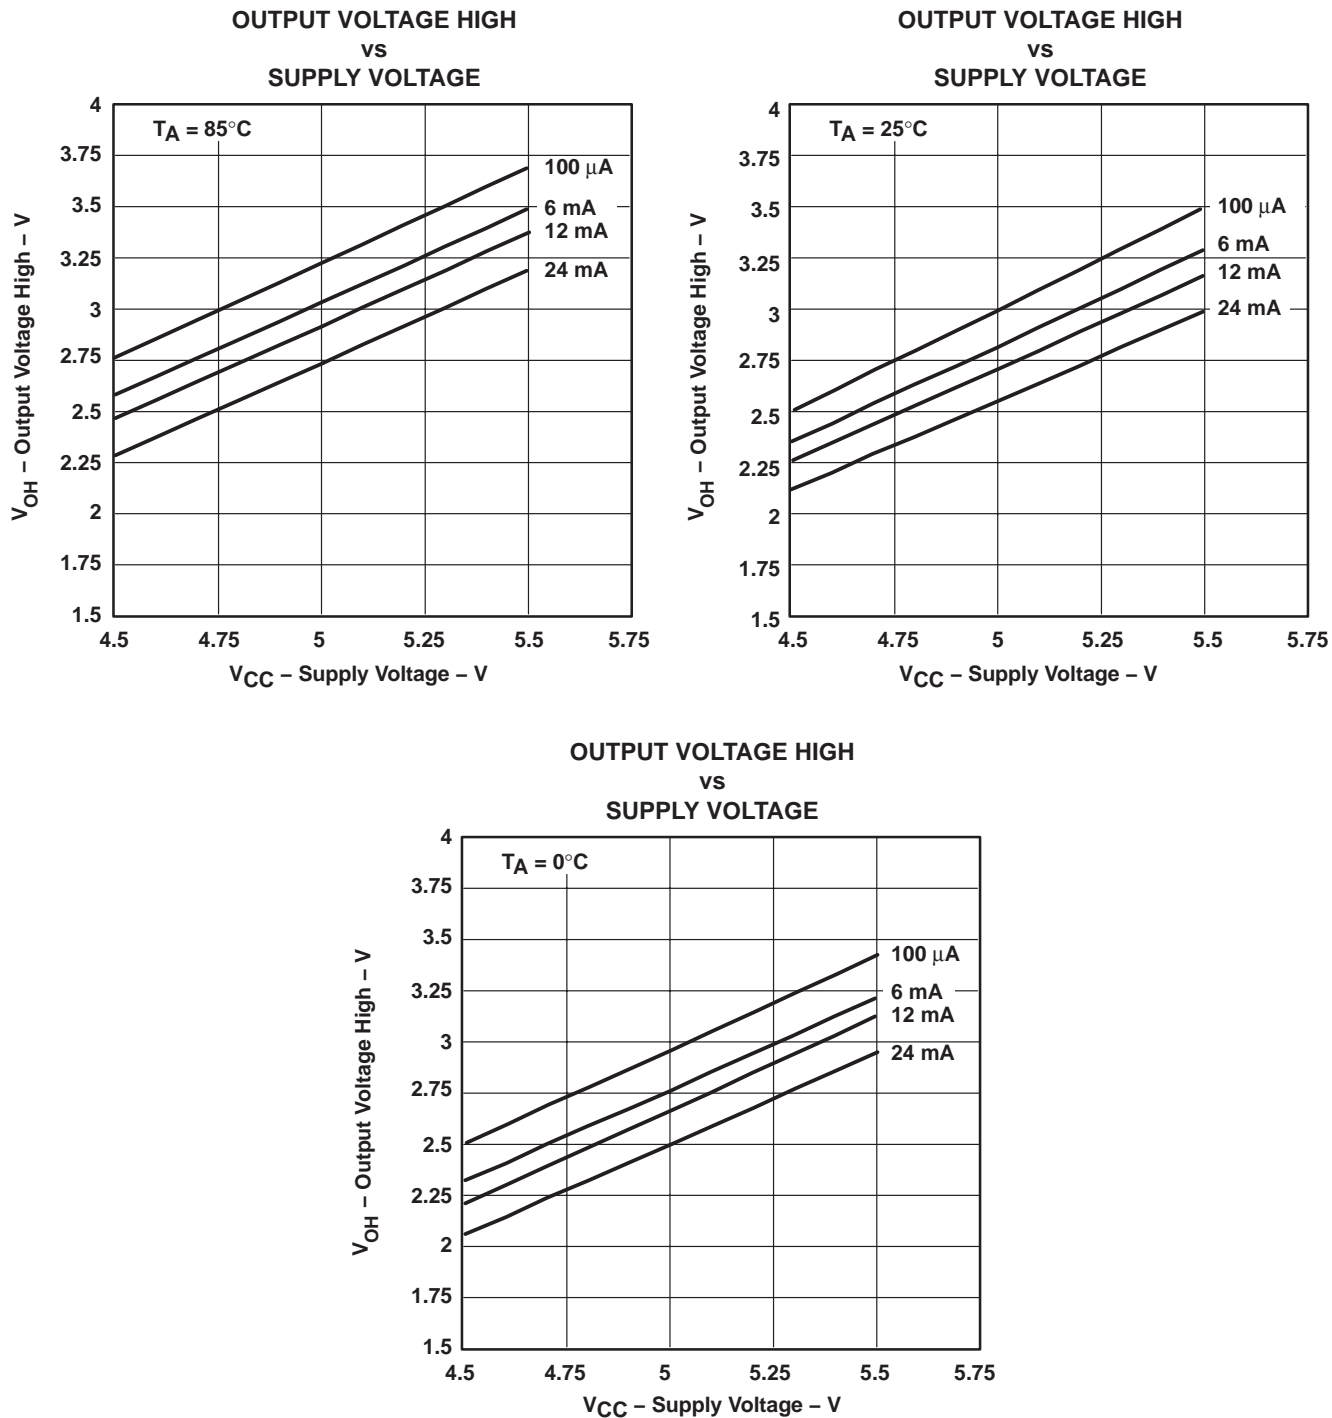 OUTPUT VOLTAGE HIGH
vs
SUPPLY VOLTAGE
4
3.75
3.5
3.25
3
2.75
2.5
2.25
2
1.75
1.5
TA = 85°C
100 μA
6 mA
12 mA
24 mA
4.5 4.75 5 5.25 5.5 5.75
VCC – Supply Voltage – V
VOH – Output Voltage High – V
OUTPUT VOLTAGE HIGH
vs
SUPPLY VOLTAGE
4
3.75
3.5
3.25
3
2.75
2.5
2.25
2
1.75
1.5
TA = 25°C
100 μA
6 mA
12 mA
24 mA
4.5 4.75 5 5.25 5.5 5.75
VCC – Supply Voltage – V
VOH – Output Voltage High – V
OUTPUT VOLTAGE HIGH
vs
SUPPLY VOLTAGE
4
3.75
3.5
3.25
3
2.75
2.5
2.25
2
1.75
1.5
TA = 0°C
100 μA
6 mA
12 mA
24 mA
4.5 4.75 5 5.25 5.5 5.75
VCC – Supply Voltage – V
VOH – Output Voltage High – V